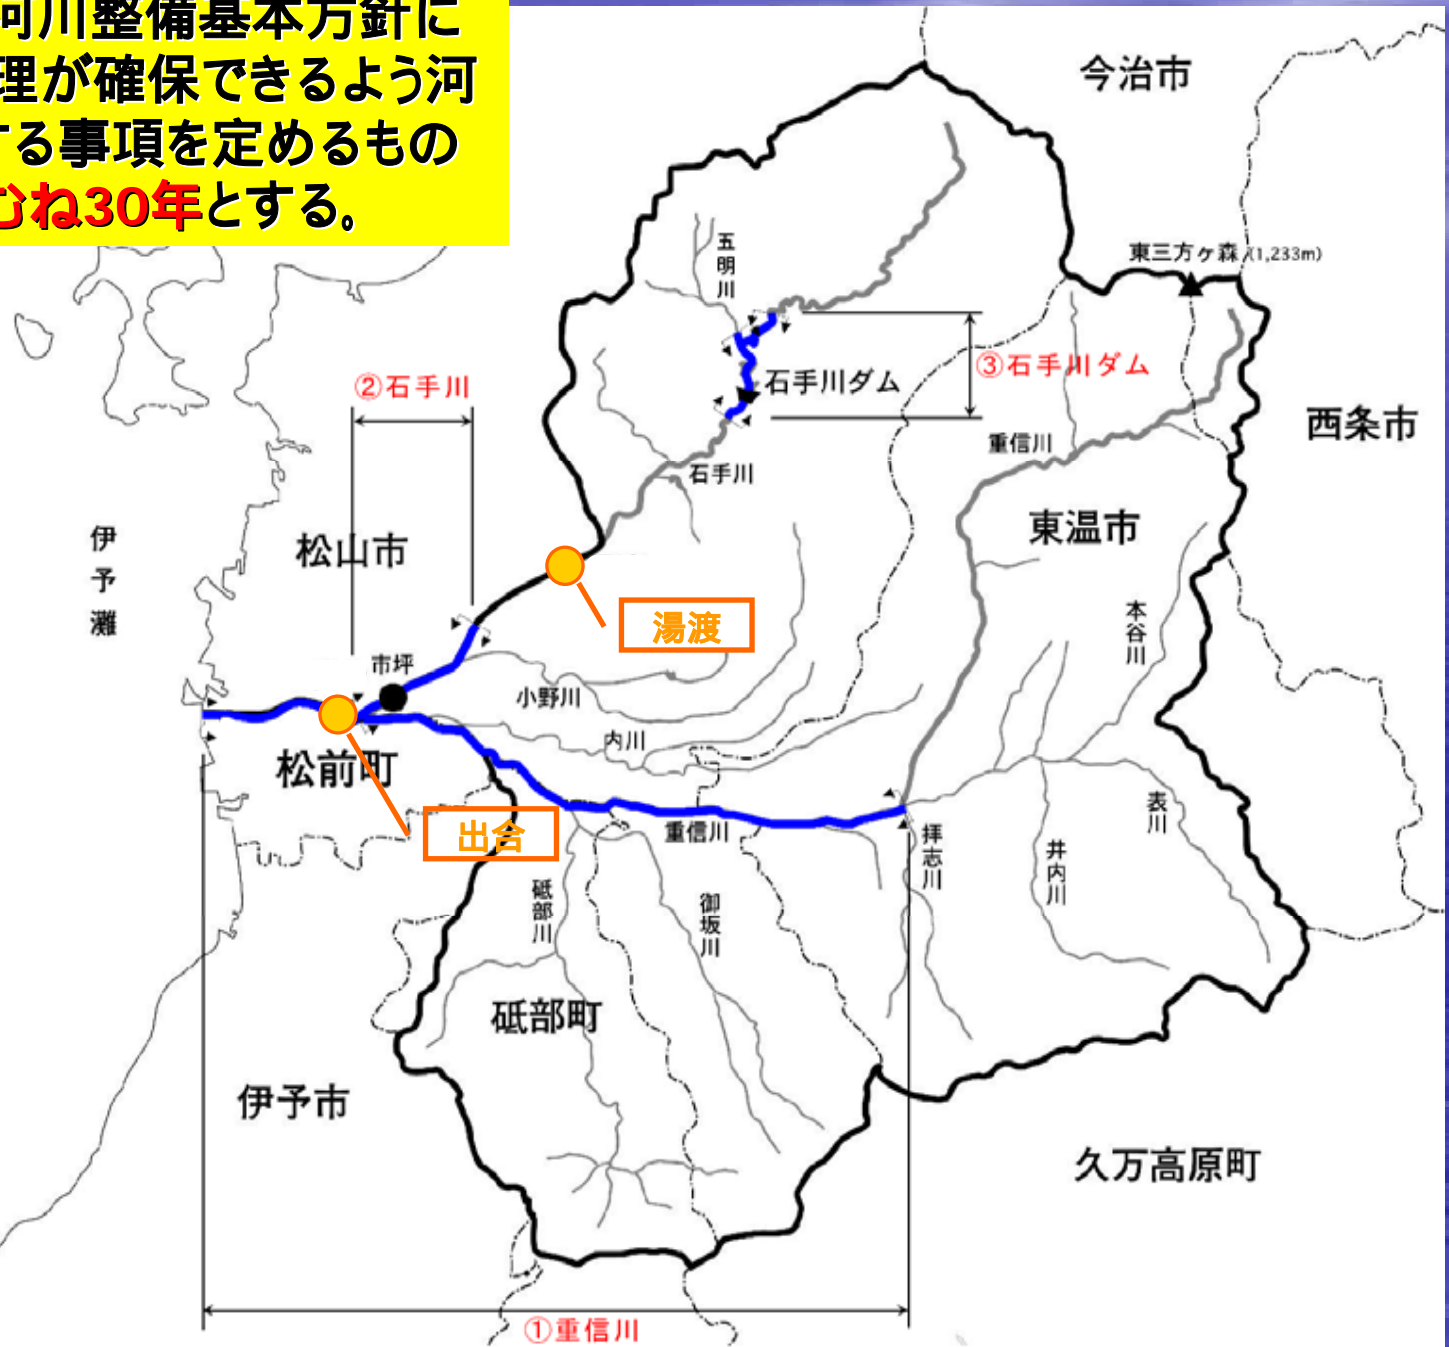 河川整備基本方針に
理が確保できるよう河
する事項を定めるもの
むね30年とする。
今治市
東三方ヶ森 (1,233m)
五明川
③石手川ダム
石手川ダム
②石手川
西条市
重信川
石手川
東温市
伊予灘
松山市
本谷川
湯渡
市坪
小野川
内川
松前町
表川
出合
重信川
拝志川
井内川
砥部川
御坂川
砥部町
伊予市
久万高原町
①重信川